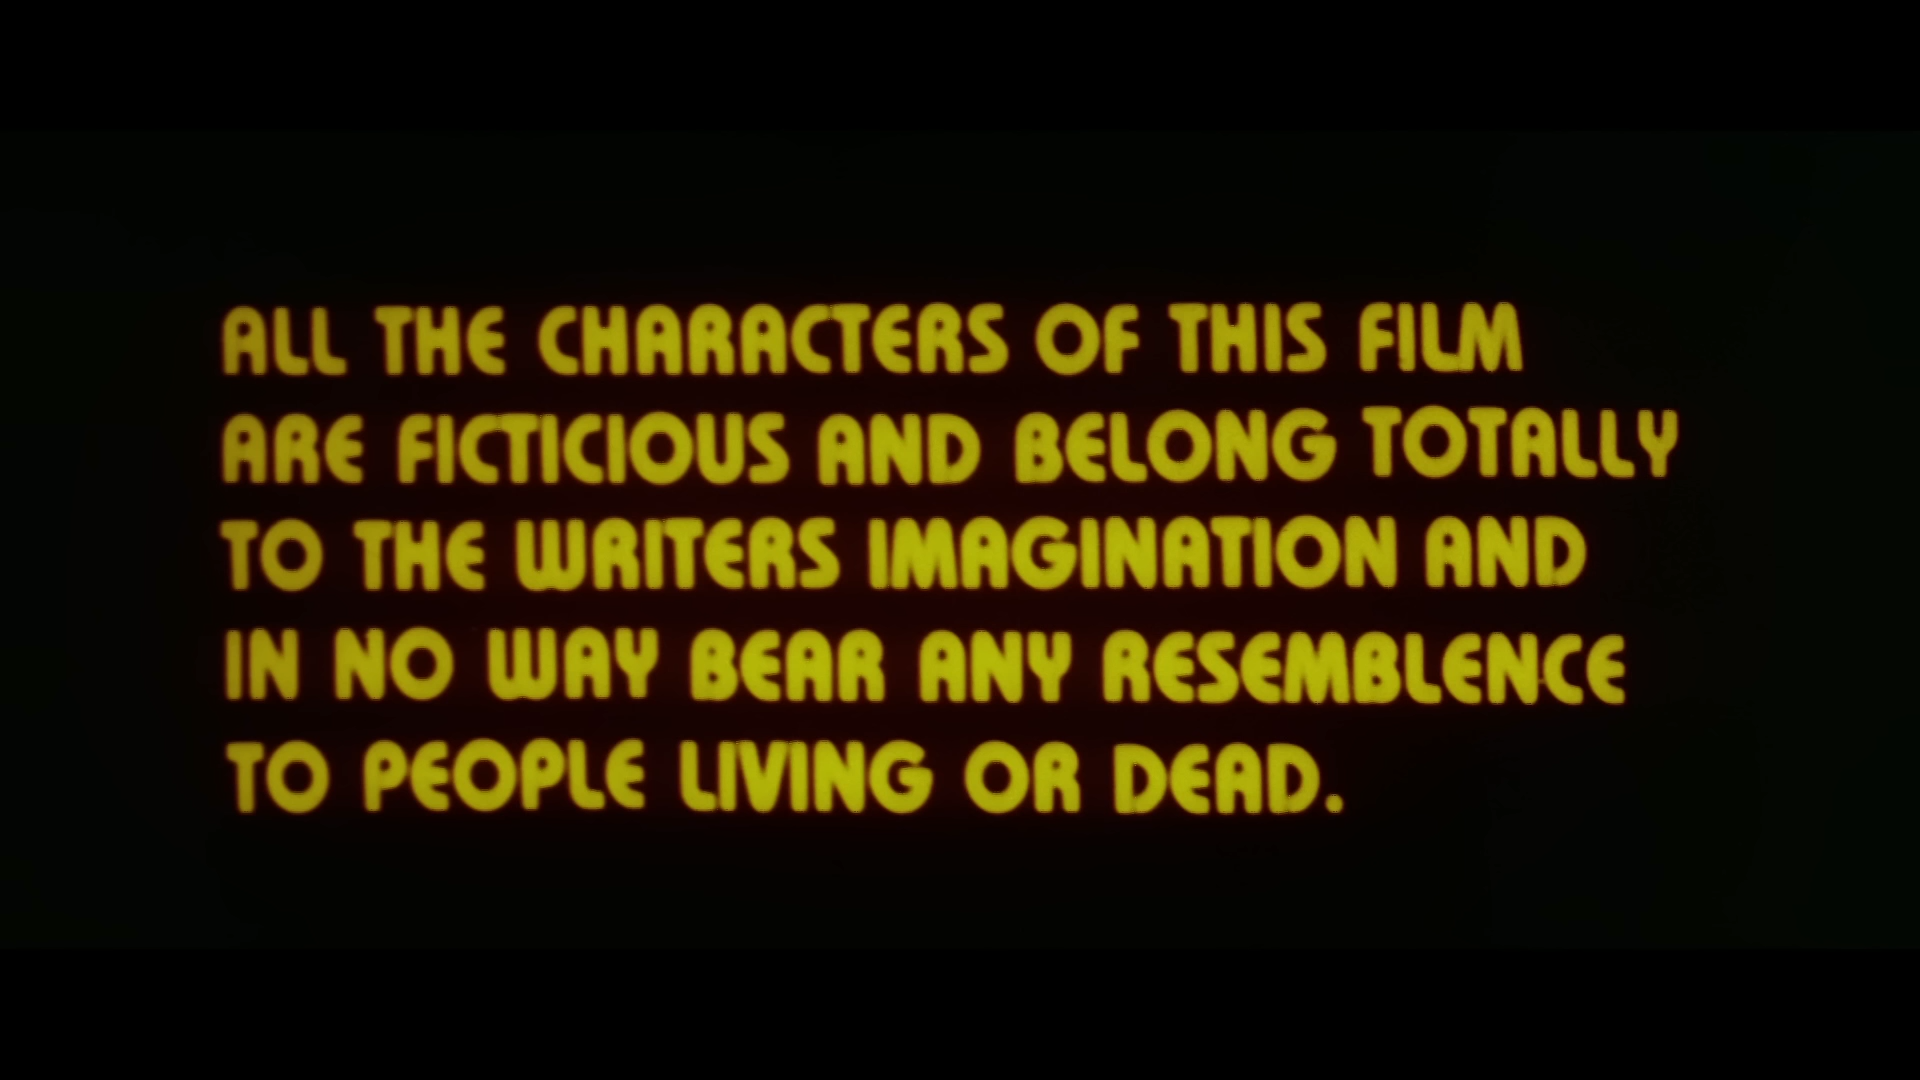 ALL THE CHARACTERS OF THIS FILM
ARE FICTICIOUS AND BELONG TOTALLY
TO THE WRITERS IMAGINATION AND
IN NO WAY BEAR ANY RESEMBLENCE
TO PEOPLE LIVING OR DEAD.